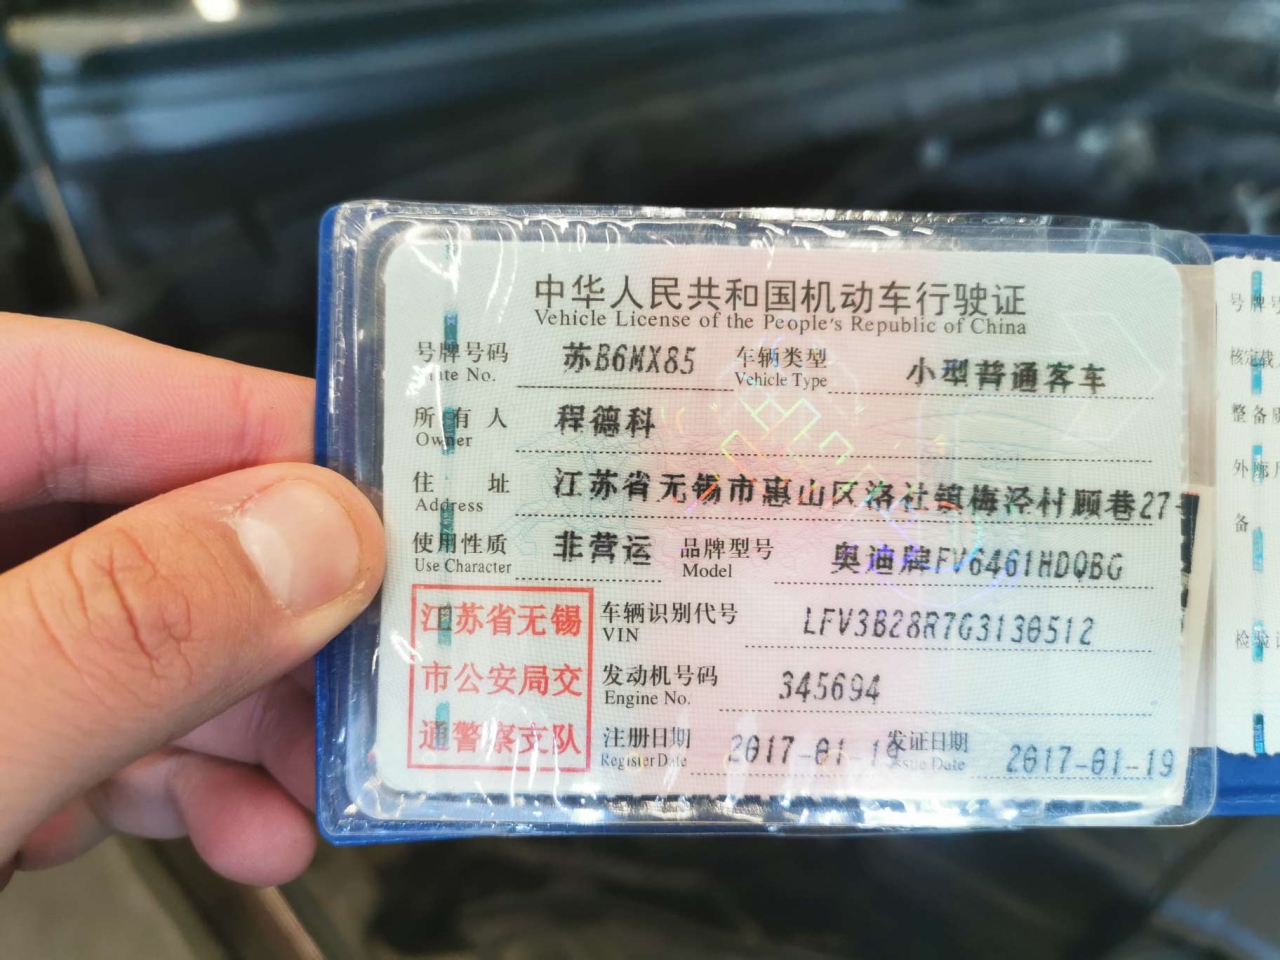 中华人民共和国机动车行驶证
Vehicle License of the People's Republic of China
号牌号码 苏B6MX85 车辆类型 小型普通客车
Plate No. Vehicle Type
所有人 程德科
Owner
住址 江苏省无锡市惠山区洛社镇梅泾村顾巷27
Address
使用性质 非营运 品牌型号 奥迪牌FV6461HDQBG
Use Character Model
江苏省无锡
市公安局交
通警察支队
车辆识别代号 LFV3B28R7G3130512
VIN
发动机号码 345694
Engine No.
注册日期 2017-01-19 发证日期 2017-01-19
Register Date Issue Date
号牌号
核定载
整备质
外廓尺
备
检验记